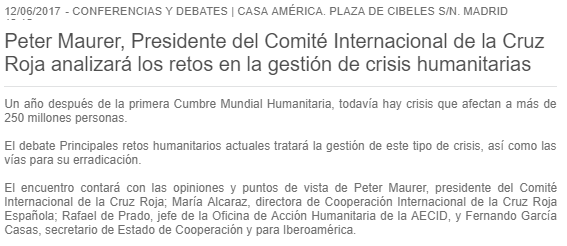 12/06/2017 - CONFERENCIAS Y DEBATES | CASA AMÉRICA. PLAZA DE CIBELES S/N. MADRID
Peter Maurer, Presidente del Comité Internacional de la Cruz
Roja analizará los retos en la gestión de crisis humanitarias
Un año después de la primera Cumbre Mundial Humanitaria, todavía hay crisis que afectan a más de
250 millones personas.
El debate Principales retos humanitarios actuales tratará la gestión de este tipo de crisis, así como las
vías para su erradicación.
El encuentro contará con las opiniones y puntos de vista de Peter Maurer, presidente del Comité
Internacional de la Cruz Roja; María Alcaraz, directora de Cooperación Internacional de la Cruz Roja
Española; Rafael de Prado, jefe de la Oficina de Acción Humanitaria de la AECID, y Fernando García
Casas, secretario de Estado de Cooperación y para Iberoamérica.